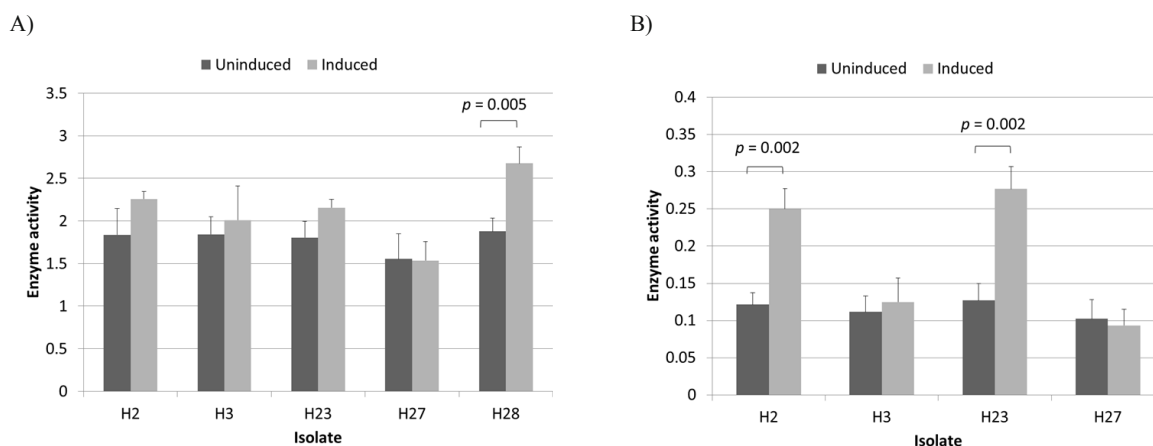 A)
Uninduced Induced
3.5
3
2.5
2
1.5
1
0.5
0
Enzyme activity
p = 0.005
H2 H3 H23 H27 H28
Isolate
B)
Uninduced Induced
0.4
0.35
0.3
0.25
0.2
0.15
0.1
0.05
0
Enzyme activity
p = 0.002
p = 0.002
H2 H3 H23 H27
Isolate